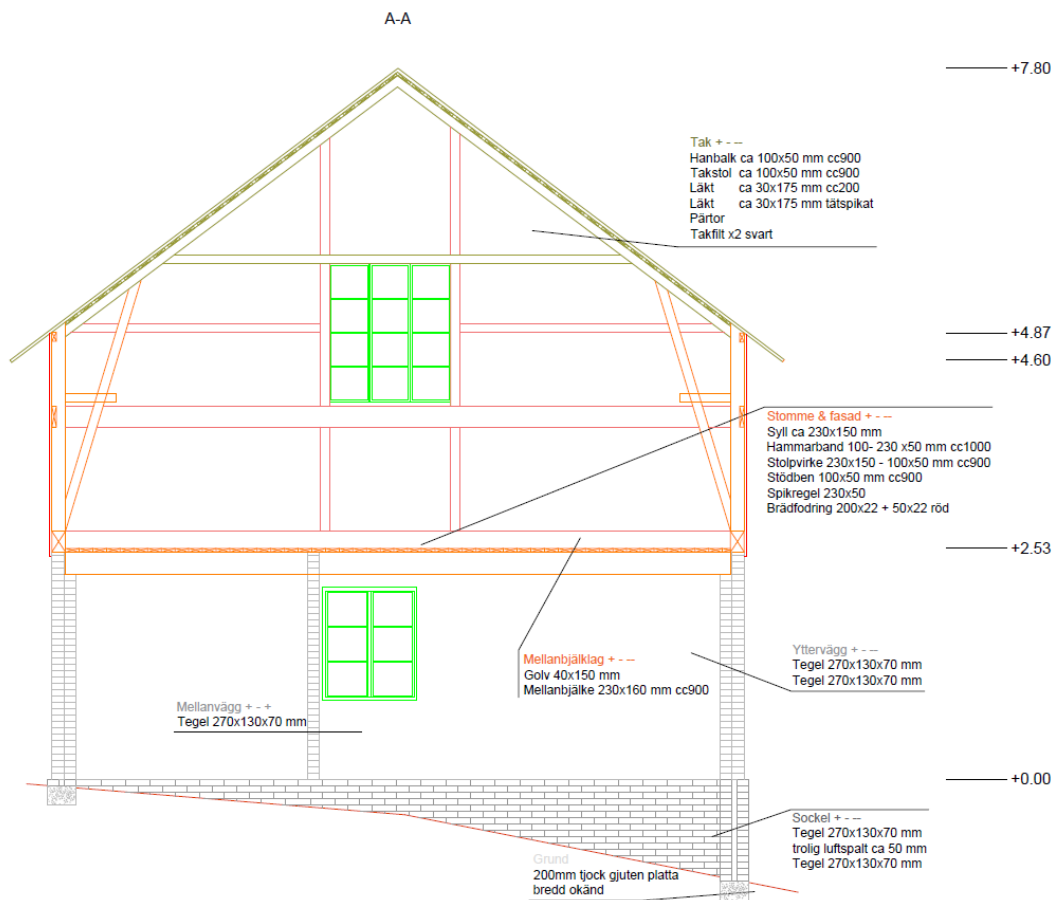 A-A
+7.80
Tak + - --
Hanbalk ca 100x50 mm cc900
Takstol ca 100x50 mm cc900
Läkt ca 30x175 mm cc200
Läkt ca 30x175 mm tätspikat
Pärtor
Takfilt x2 svart
+4.87
+4.60
Stomme & fasad + - --
Syll ca 230x150 mm
Hammarband 100- 230 x50 mm cc1000
Stolpvirke 230x150 - 100x50 mm cc900
Stödben 100x50 mm cc900
Spikregel 230x50
Brädfodring 200x22 + 50x22 röd
+2.53
Mellanbjälklag + - --
Golv 40x150 mm
Mellanbjälke 230x160 mm cc900
Yttervägg + - --
Tegel 270x130x70 mm
Tegel 270x130x70 mm
Mellanvägg + - +
Tegel 270x130x70 mm
+0.00
Sockel + - --
Tegel 270x130x70 mm
trolig luftspalt ca 50 mm
Tegel 270x130x70 mm
Grund
200mm tjock gjuten platta
bredd okänd